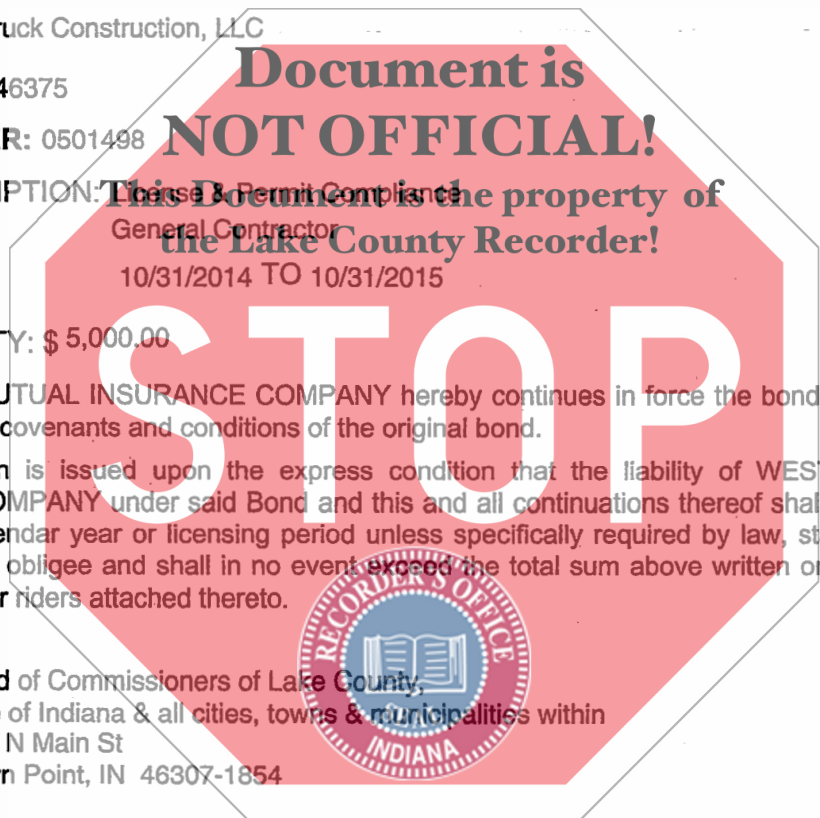 ruck Construction, LLC
Document is
46375
NOT OFFICIAL!
R: 0501498
This Document is the property of
IPTION: License & Permit Compliance
the Lake County Recorder!
General Contractor
10/31/2014 TO 10/31/2015
STOP
Y: $ 5,000.00
UTUAL INSURANCE COMPANY hereby continues in force the bond
covenants and conditions of the original bond.
n is issued upon the express condition that the liability of WEST
OMPANY under said Bond and this and all continuations thereof shal
endar year or licensing period unless specifically required by law, st
obligee and shall in no event exceed the total sum above written or
r riders attached thereto.
RECORDER'S OFFICE
d of Commissioners of Lake County,
of Indiana & all cities, towns & municipalities within
N Main St
INDIANA
n Point, IN 46307-1854